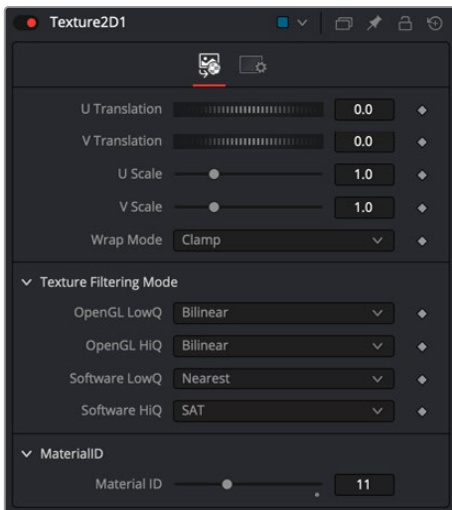 Texture2D1
U Translation 0.0
V Translation 0.0
U Scale 1.0
V Scale 1.0
Wrap Mode Clamp
Texture Filtering Mode
OpenGL LowQ Bilinear
OpenGL HiQ Bilinear
Software LowQ Nearest
Software HiQ SAT
MaterialID
Material ID 11